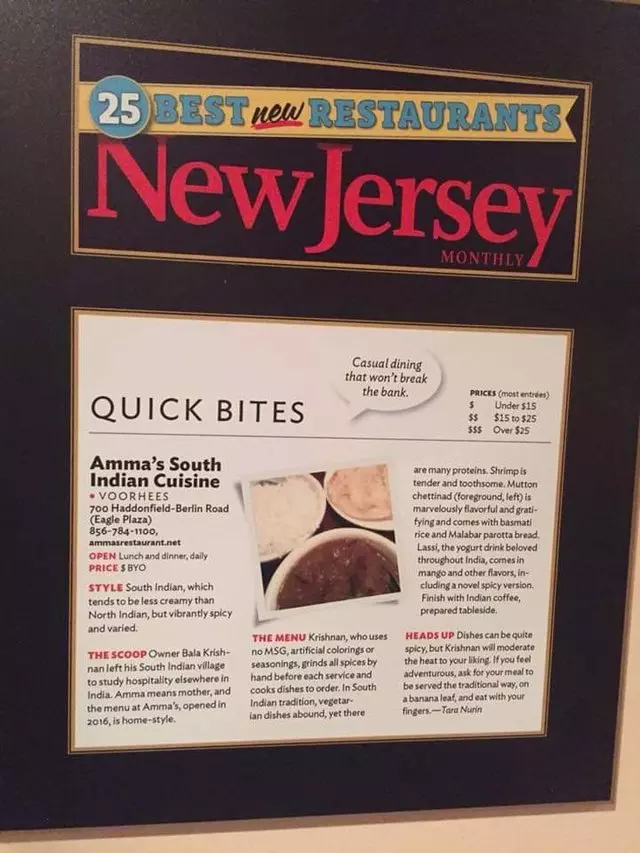 25 BEST new RESTAURANTS
New Jersey
MONTHLY
Casual dining
that won't break
the bank.
QUICK BITES
PRICES (most entrées)
$ Under $15
$$ $15 to $25
$$$ Over $25
Amma's South
Indian Cuisine
• VOORHEES
700 Haddonfield-Berlin Road
(Eagle Plaza)
856-784-1100,
ammasrestaurant.net
OPEN Lunch and dinner, daily
PRICE $ BYO
STYLE South Indian, which
tends to be less creamy than
North Indian, but vibrantly spicy
and varied.
THE SCOOP Owner Bala Krish-
nan left his South Indian village
to study hospitality elsewhere in
India. Amma means mother, and
the menu at Amma's, opened in
2016, is home-style.
THE MENU Krishnan, who uses
no MSG, artificial colorings or
seasonings, grinds all spices by
hand before each service and
cooks dishes to order. In South
Indian tradition, vegetar-
ian dishes abound, yet there
are many proteins. Shrimp is
tender and toothsome. Mutton
chettinad (foreground, left) is
marvelously flavorful and grati-
fying and comes with basmati
rice and Malabar parotta bread.
Lassi, the yogurt drink beloved
throughout India, comes in
mango and other flavors, in-
cluding a novel spicy version.
Finish with Indian coffee,
prepared tableside.
HEADS UP Dishes can be quite
spicy, but Krishnan will moderate
the heat to your liking. If you feel
adventurous, ask for your meal to
be served the traditional way, on
a banana leaf, and eat with your
fingers.—Tara Nurin